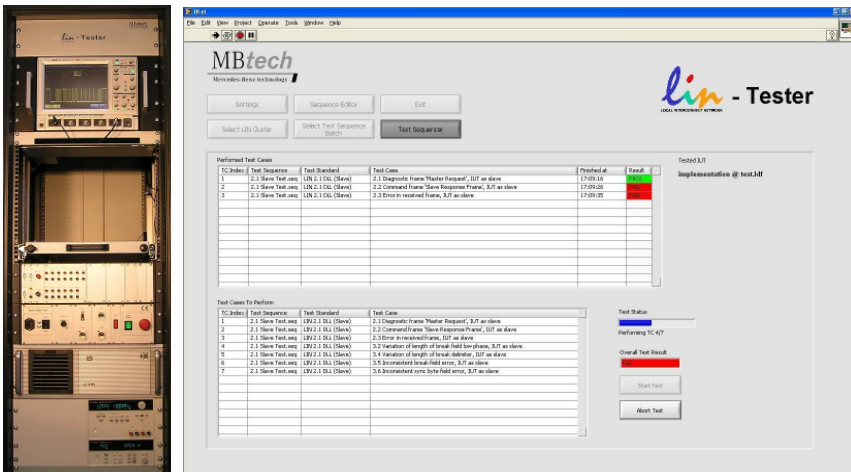 MBtech
Lin - Tester
LIN.vi
File Edit View Project Operate Tools Window Help
MBtech
Mercedes-Benz technology
lin - Tester
LOCAL INTERCONNECT NETWORK
Settings Sequence Editor Exit
Select LIN Cluster Select Test Sequence Batch Test Sequencer
Performed Test Cases
Tested IUT
TC Index Test Sequence Test Standard Test Case Finished at Result
implementation @ test.ldf
1 2.1 Slave Test.seq LIN 2.1 DLL (Slave) 2.1 Diagnostic frame 'Master Request', IUT as slave 17:09:16 PASS
2 2.1 Slave Test.seq LIN 2.1 DLL (Slave) 2.2 Command frame 'Slave Response Frame', IUT as slave 17:09:26 FAIL
3 2.1 Slave Test.seq LIN 2.1 DLL (Slave) 2.3 Error in received frame, IUT as slave 17:09:35 FAIL
Test Cases To Perform
TC Index Test Sequence Test Standard Test Case
1 2.1 Slave Test.seq LIN 2.1 DLL (Slave) 2.1 Diagnostic frame 'Master Request', IUT as slave
2 2.1 Slave Test.seq LIN 2.1 DLL (Slave) 2.2 Command frame 'Slave Response Frame', IUT as slave
3 2.1 Slave Test.seq LIN 2.1 DLL (Slave) 2.3 Error in received frame, IUT as slave
4 2.1 Slave Test.seq LIN 2.1 DLL (Slave) 3.2 Variation of length of break field low phase, IUT as slave
5 2.1 Slave Test.seq LIN 2.1 DLL (Slave) 3.4 Variation of length of break delimiter, IUT as slave
6 2.1 Slave Test.seq LIN 2.1 DLL (Slave) 3.5 Inconsistent break field error, IUT as slave
7 2.1 Slave Test.seq LIN 2.1 DLL (Slave) 3.6 Inconsistent sync byte field error, IUT as slave
Test Status
Performing TC 4/7
Overall Test Result
Start Test
Abort Test